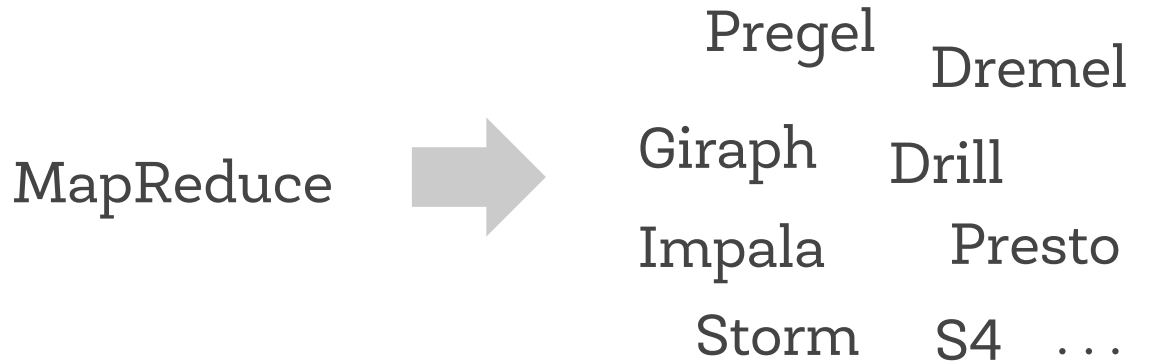 MapReduce
Pregel
Dremel
Giraph
Drill
Impala
Presto
Storm
S4 ...